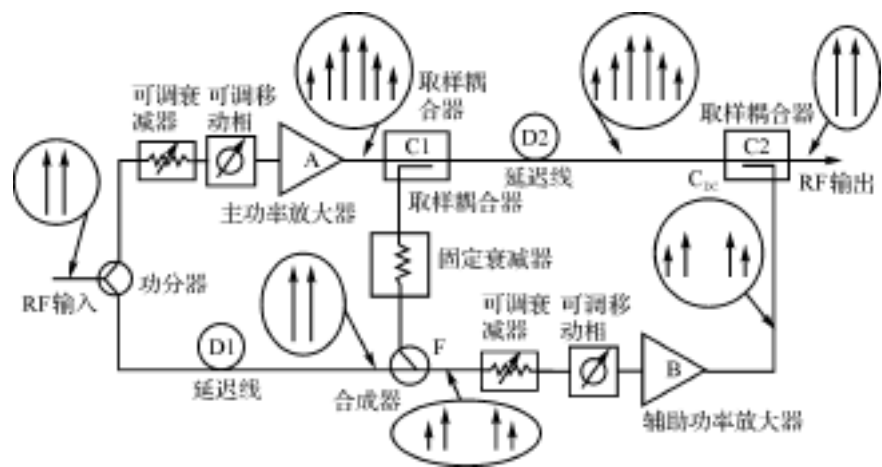 取样耦
合器
可调衰
减器
可调移
动相
A
C1
D2
取样耦合器
C2
延迟线
RF输出
C_DC
主功率放大器
取样耦合器
固定衰减器
RF输入
功分器
可调衰
减器
可调移
动相
D1
F
B
延迟线
合成器
辅助功率放大器